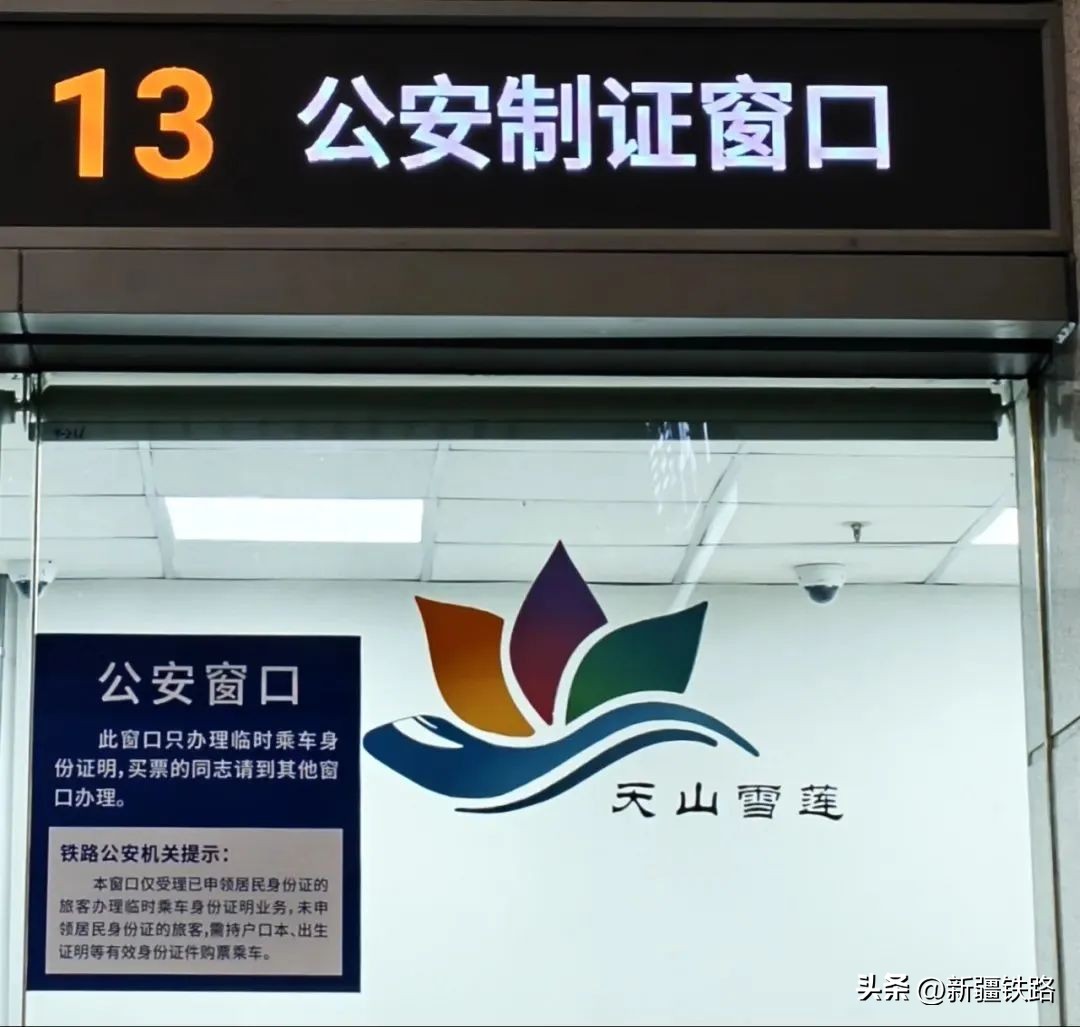 13 公安制证窗口
公安窗口
此窗口只办理临时乘车身
份证明,买票的同志请到其他窗
口办理。
铁路公安机关提示:
本窗口仅受理已申领居民身份证的
旅客办理临时乘车身份证明业务,未申
领居民身份证的旅客,需持户口本、出生
证明等有效身份证件购票乘车。
天山雪莲
头条 @新疆铁路